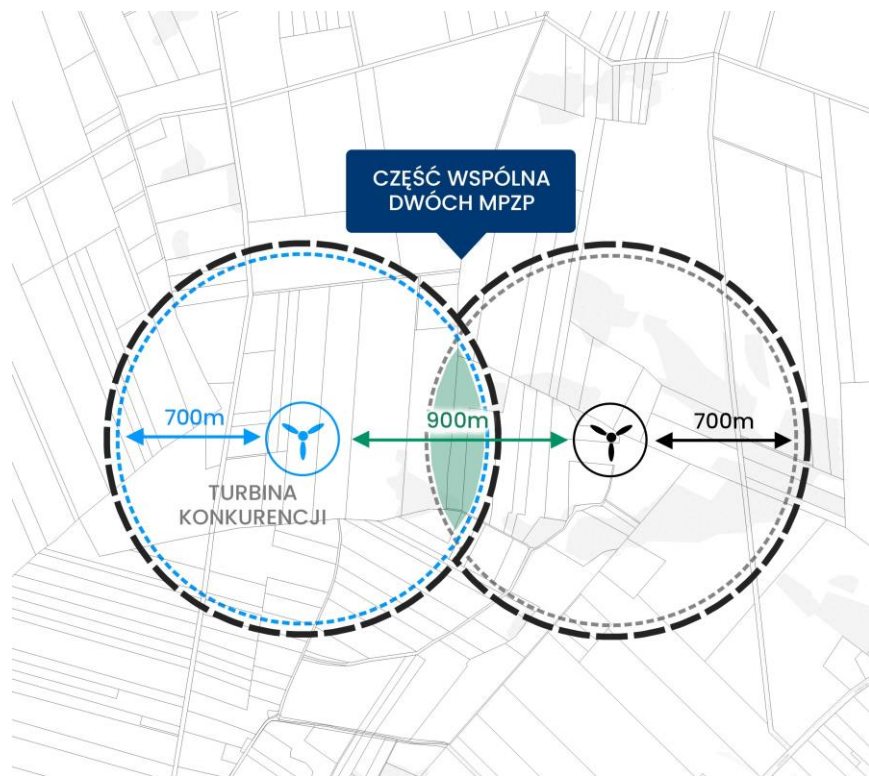 CZĘŚĆ WSPÓLNA
DWÓCH MPZP
700m
900m
700m
TURBINA
KONKURENCJI